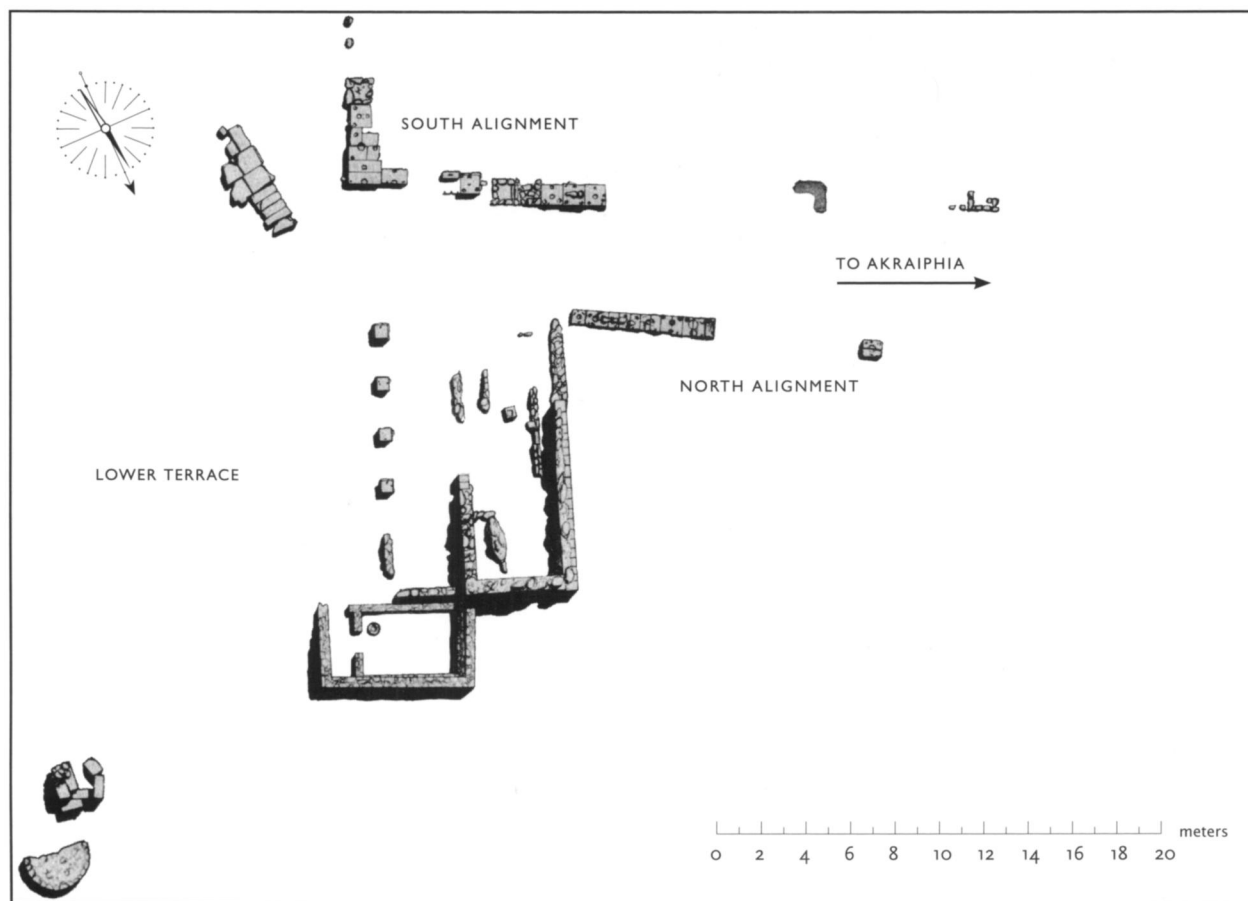 SOUTH ALIGNMENT
TO AKRAIPHIA
NORTH ALIGNMENT
LOWER TERRACE
meters
0 2 4 6 8 10 12 14 16 18 20